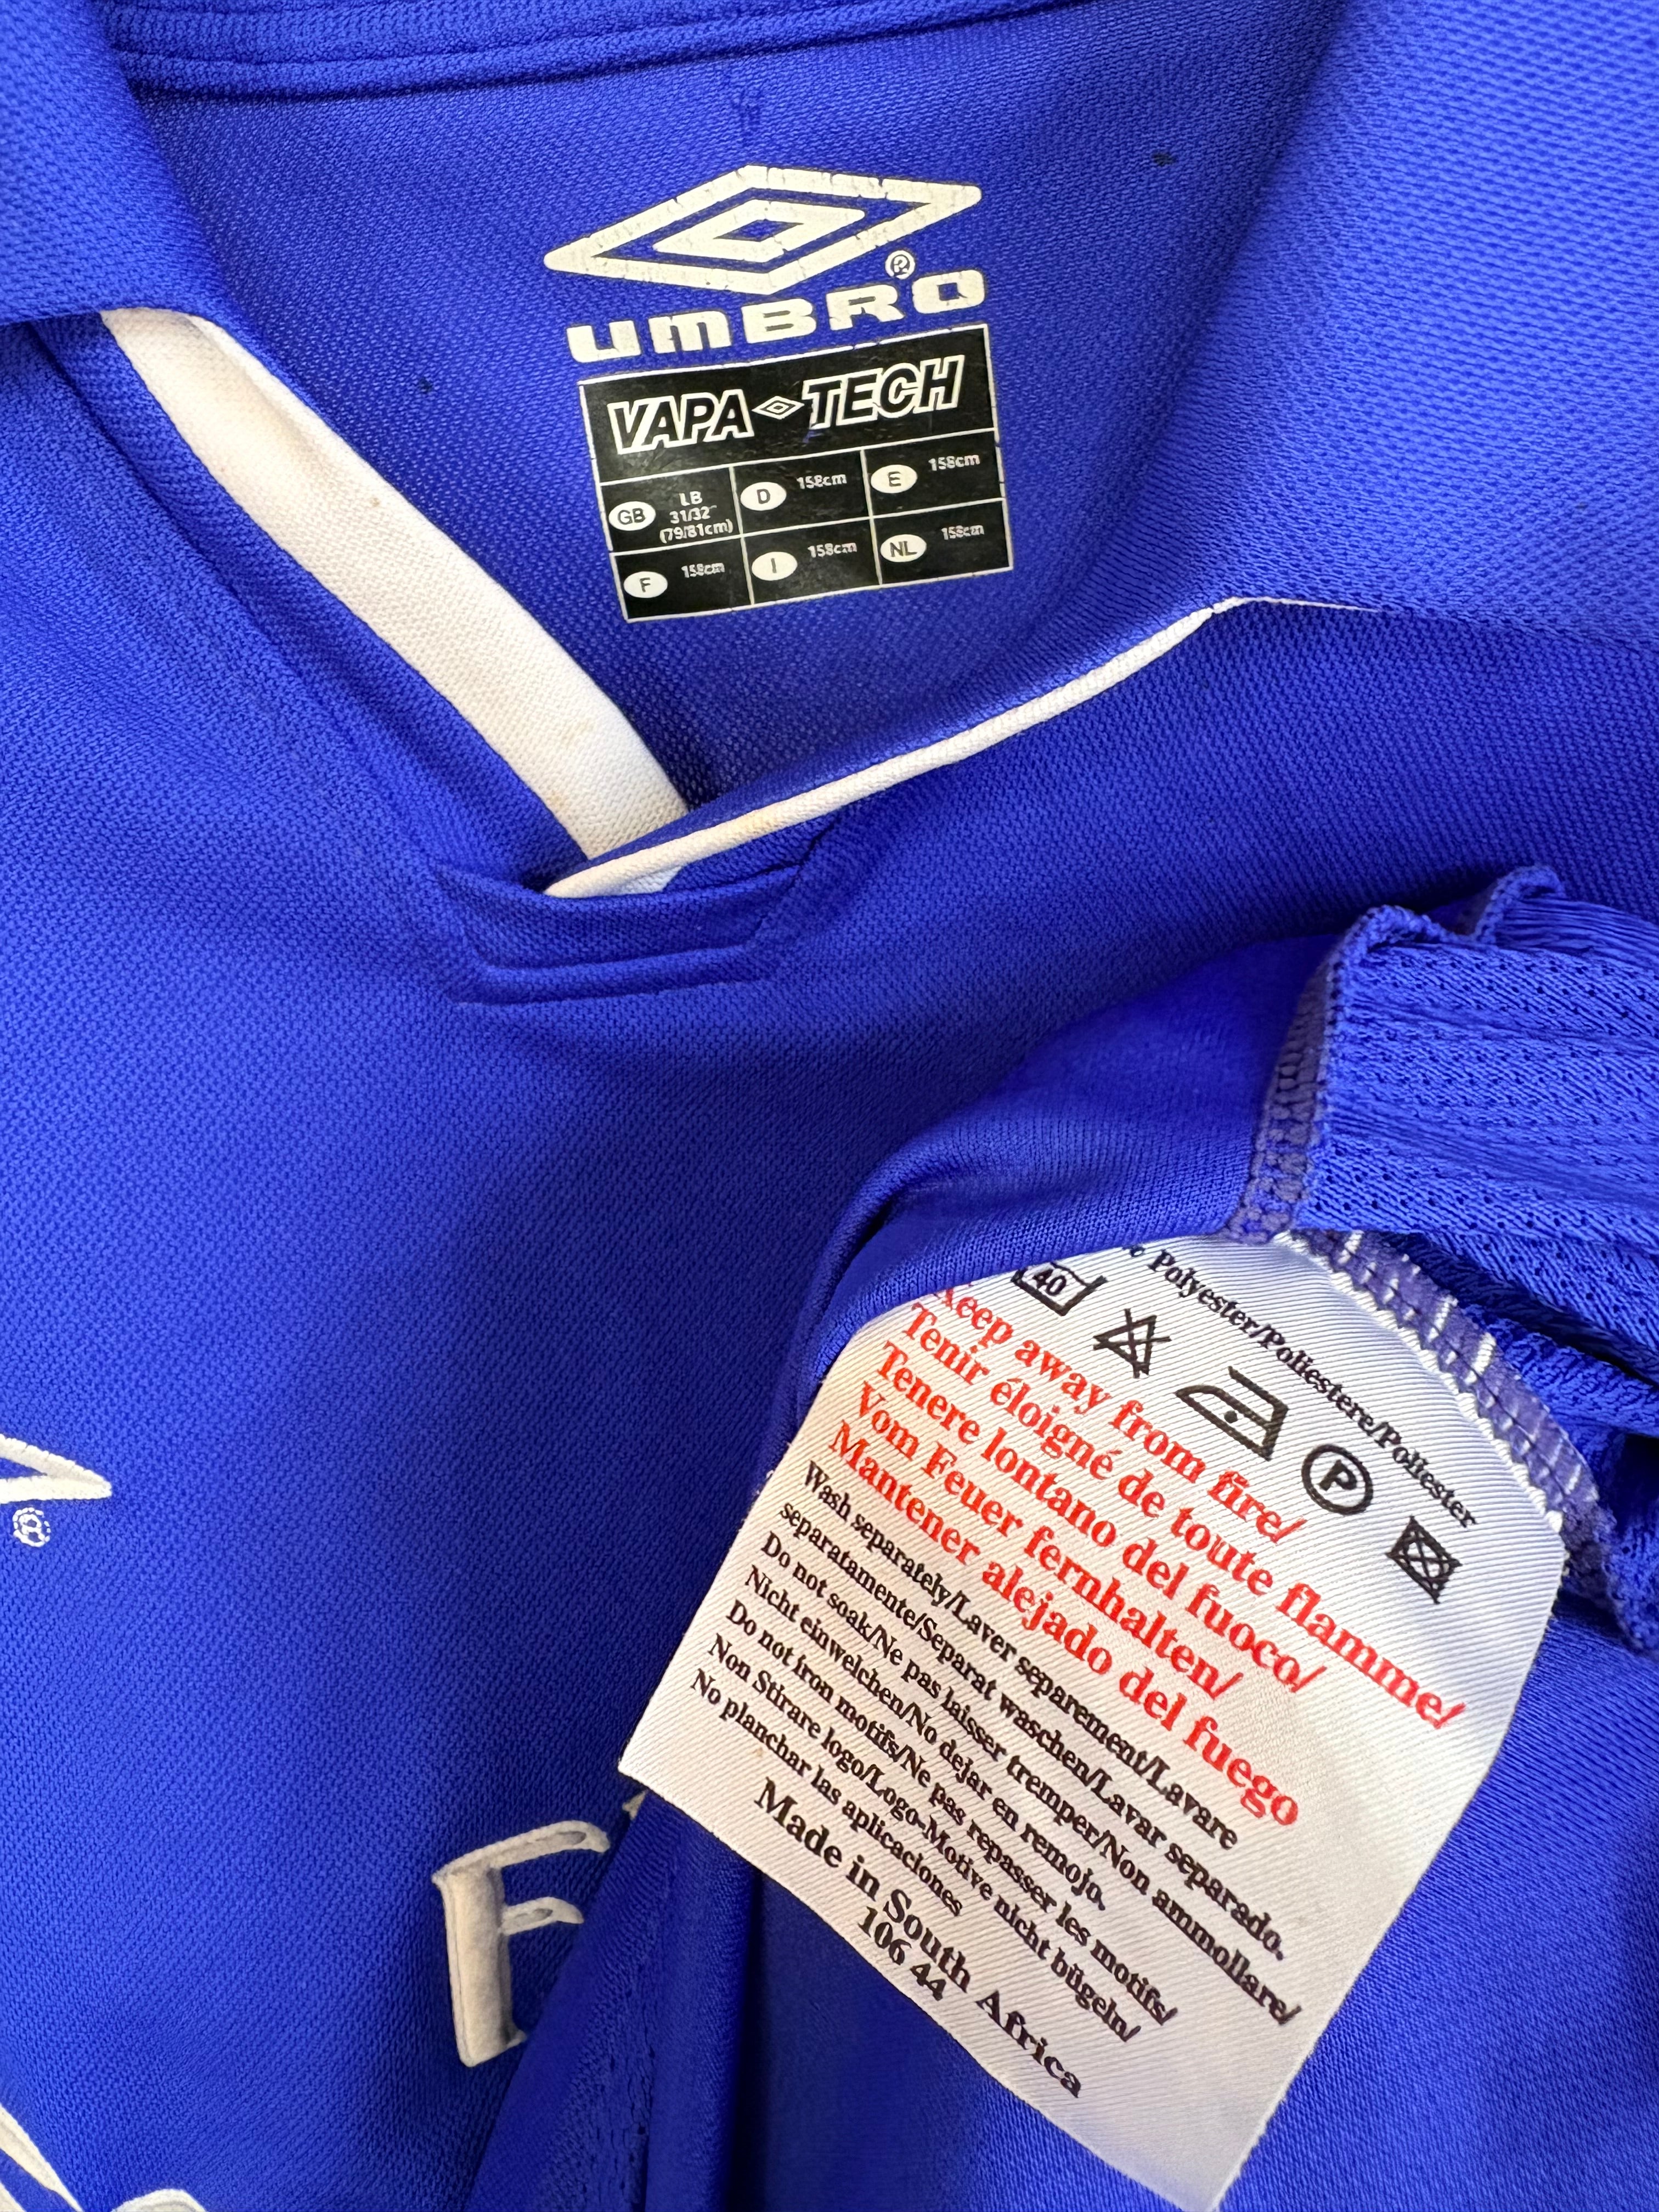 ®
UMBRO
VAPA TECH
GB LB 31/32" (79/81cm)
D 158cm
E 158cm
F 158cm
I 158cm
NL 158cm
®
F
Polyester/Poliestere/Poliester
40
P
Keep away from fire/
Tenir éloigné de toute flamme/
Tenere lontano del fuoco/
Vom Feuer fernhalten/
Mantener alejado del fuego
Wash separately/Laver separement/Lavare
separatamente/Separat waschen/Lavar separado.
Do not soak/Ne pas laisser tremper/Non ammollare/
Nicht einweichen/No dejar en remojo.
Do not iron motifs/Ne pas repasser les motifs/
Non Stirare logo/Logo-Motive nicht bügeln/
No planchar las aplicaciones
Made in South Africa
106 44